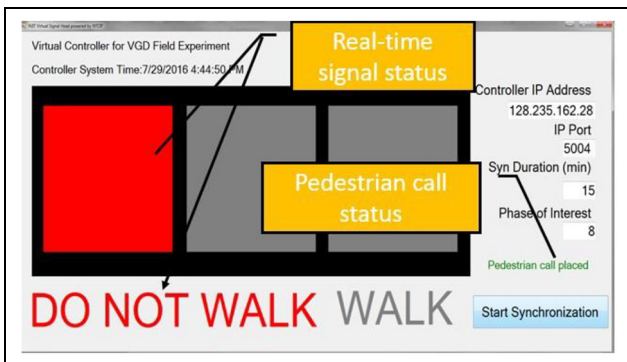 NJIT Virtual Signal Head powered by NTCIP
Virtual Controller for VGD Field Experiment
Controller System Time:7/29/2016 4:44:50 PM
Real-time
signal status
Controller IP Address
128.235.162.28
IP Port
5004
Syn Duration (min)
15
Phase of Interest
8
Pedestrian call
status
Pedestrian call placed
DO NOT WALK WALK
Start Synchronization